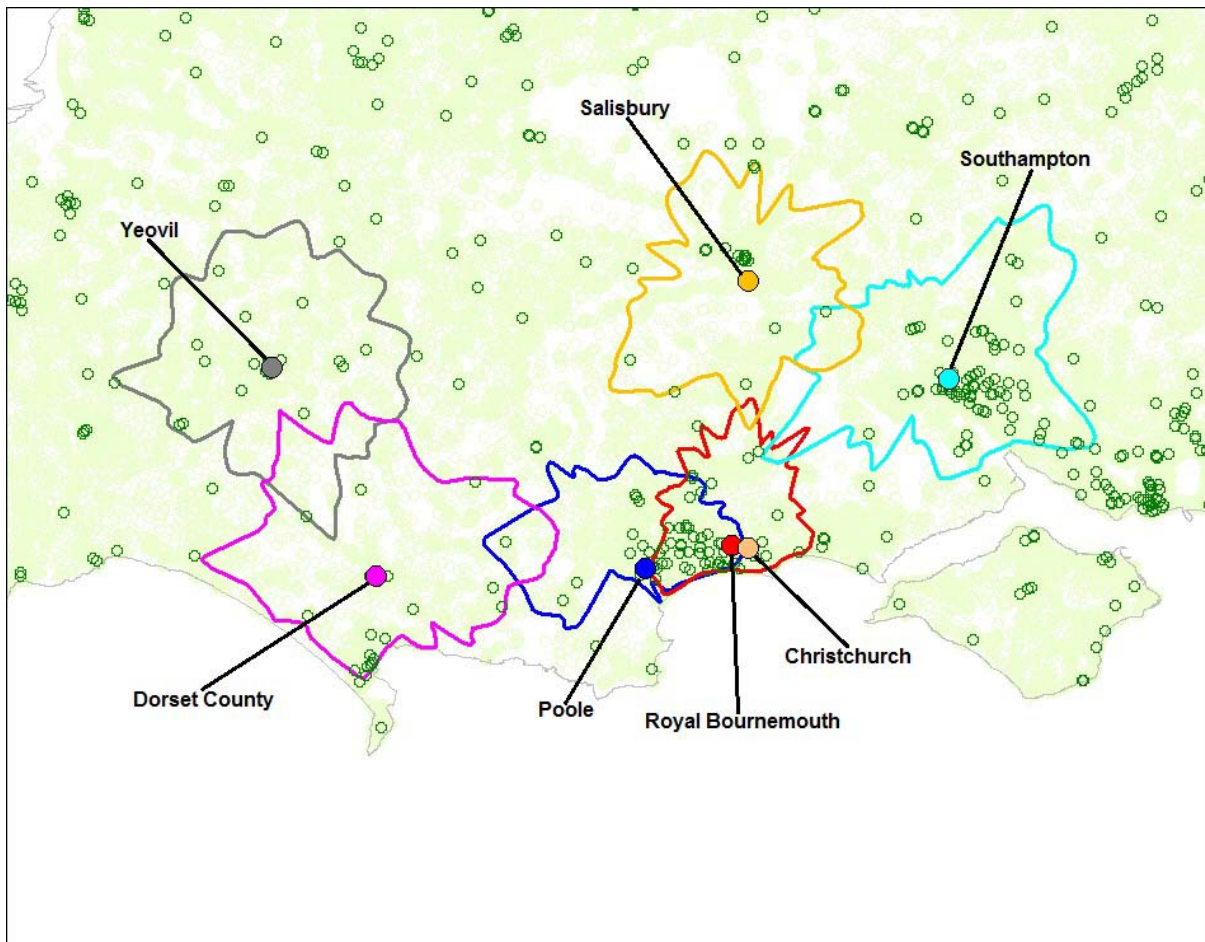 Salisbury
Southampton
Yeovil
Christchurch
Dorset County
Poole
Royal Bournemouth